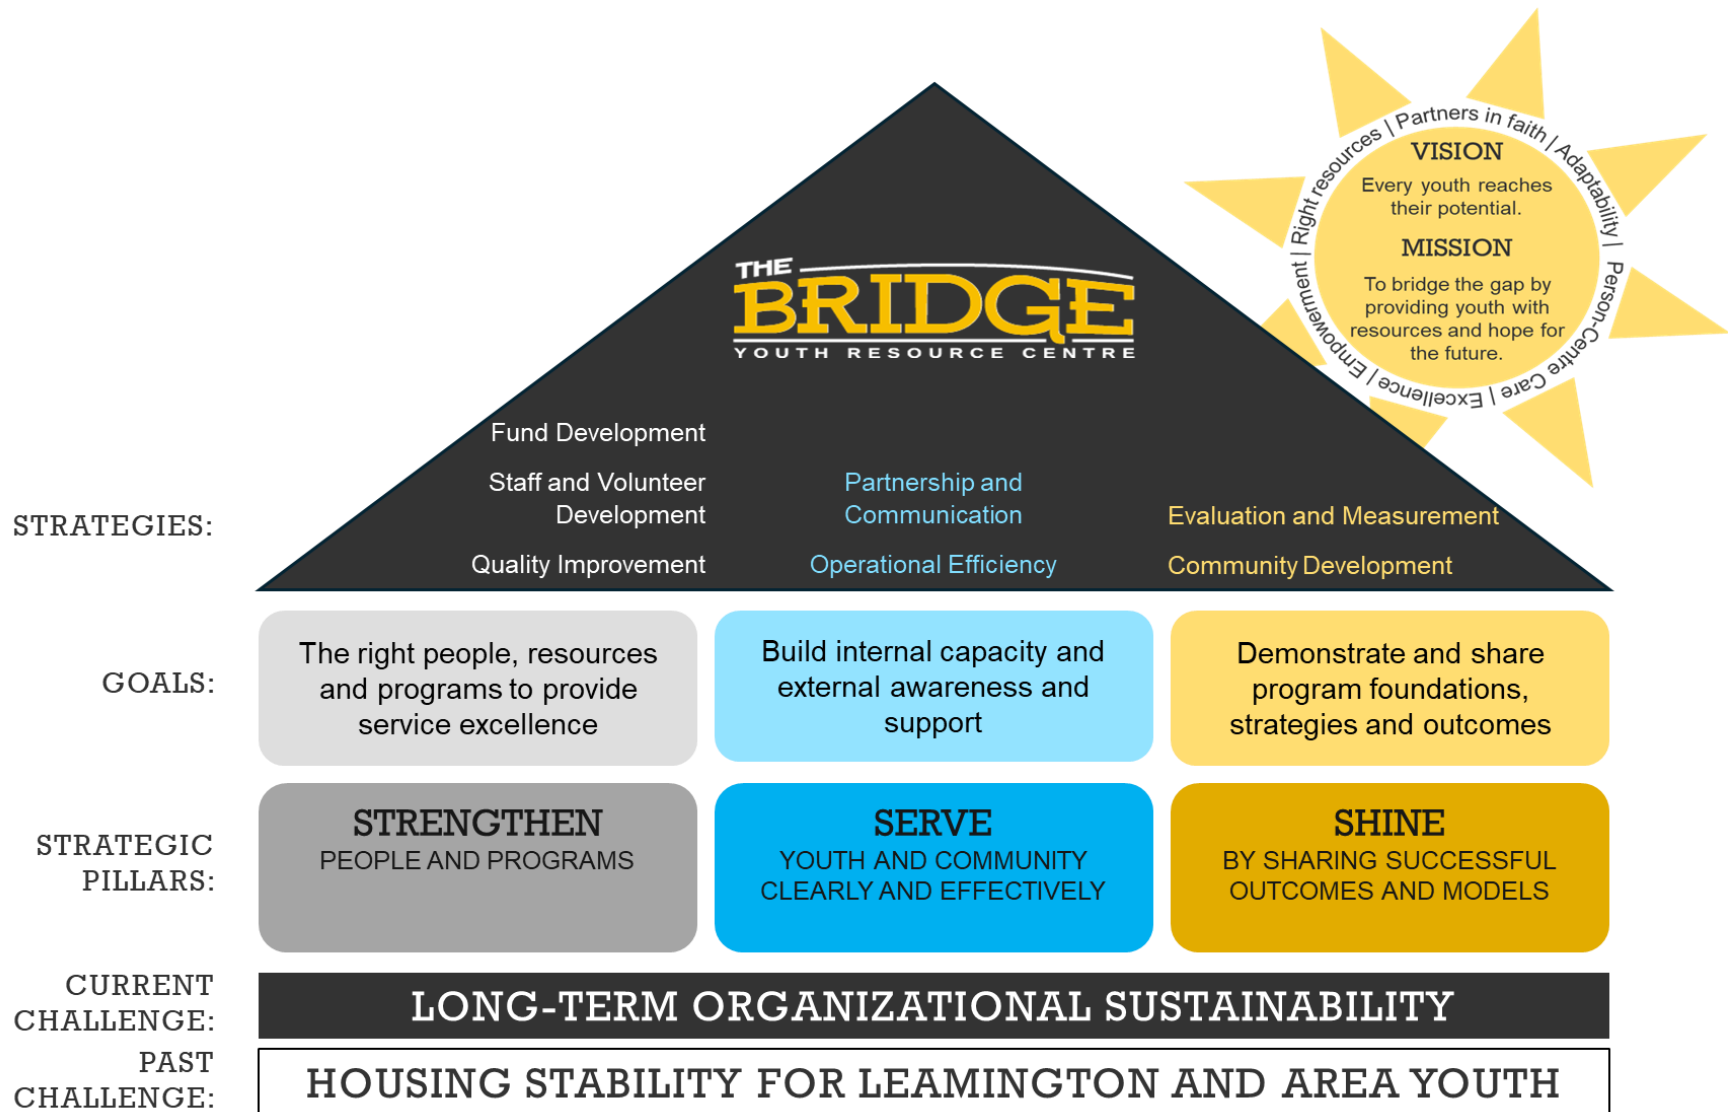 Right resources | Partners in faith | Adaptability | Person-Centre Care | Excellence | Empowerment |
VISION
Every youth reaches
their potential.
MISSION
To bridge the gap by
providing youth with
resources and hope for
the future.
THE
BRIDGE
YOUTH RESOURCE CENTRE
STRATEGIES:
Fund Development
Staff and Volunteer
Development
Quality Improvement
Partnership and
Communication
Operational Efficiency
Evaluation and Measurement
Community Development
GOALS:
The right people, resources
and programs to provide
service excellence
Build internal capacity and
external awareness and
support
Demonstrate and share
program foundations,
strategies and outcomes
STRATEGIC
PILLARS:
STRENGTHEN
PEOPLE AND PROGRAMS
SERVE
YOUTH AND COMMUNITY
CLEARLY AND EFFECTIVELY
SHINE
BY SHARING SUCCESSFUL
OUTCOMES AND MODELS
CURRENT
CHALLENGE:
LONG-TERM ORGANIZATIONAL SUSTAINABILITY
PAST
CHALLENGE:
HOUSING STABILITY FOR LEAMINGTON AND AREA YOUTH